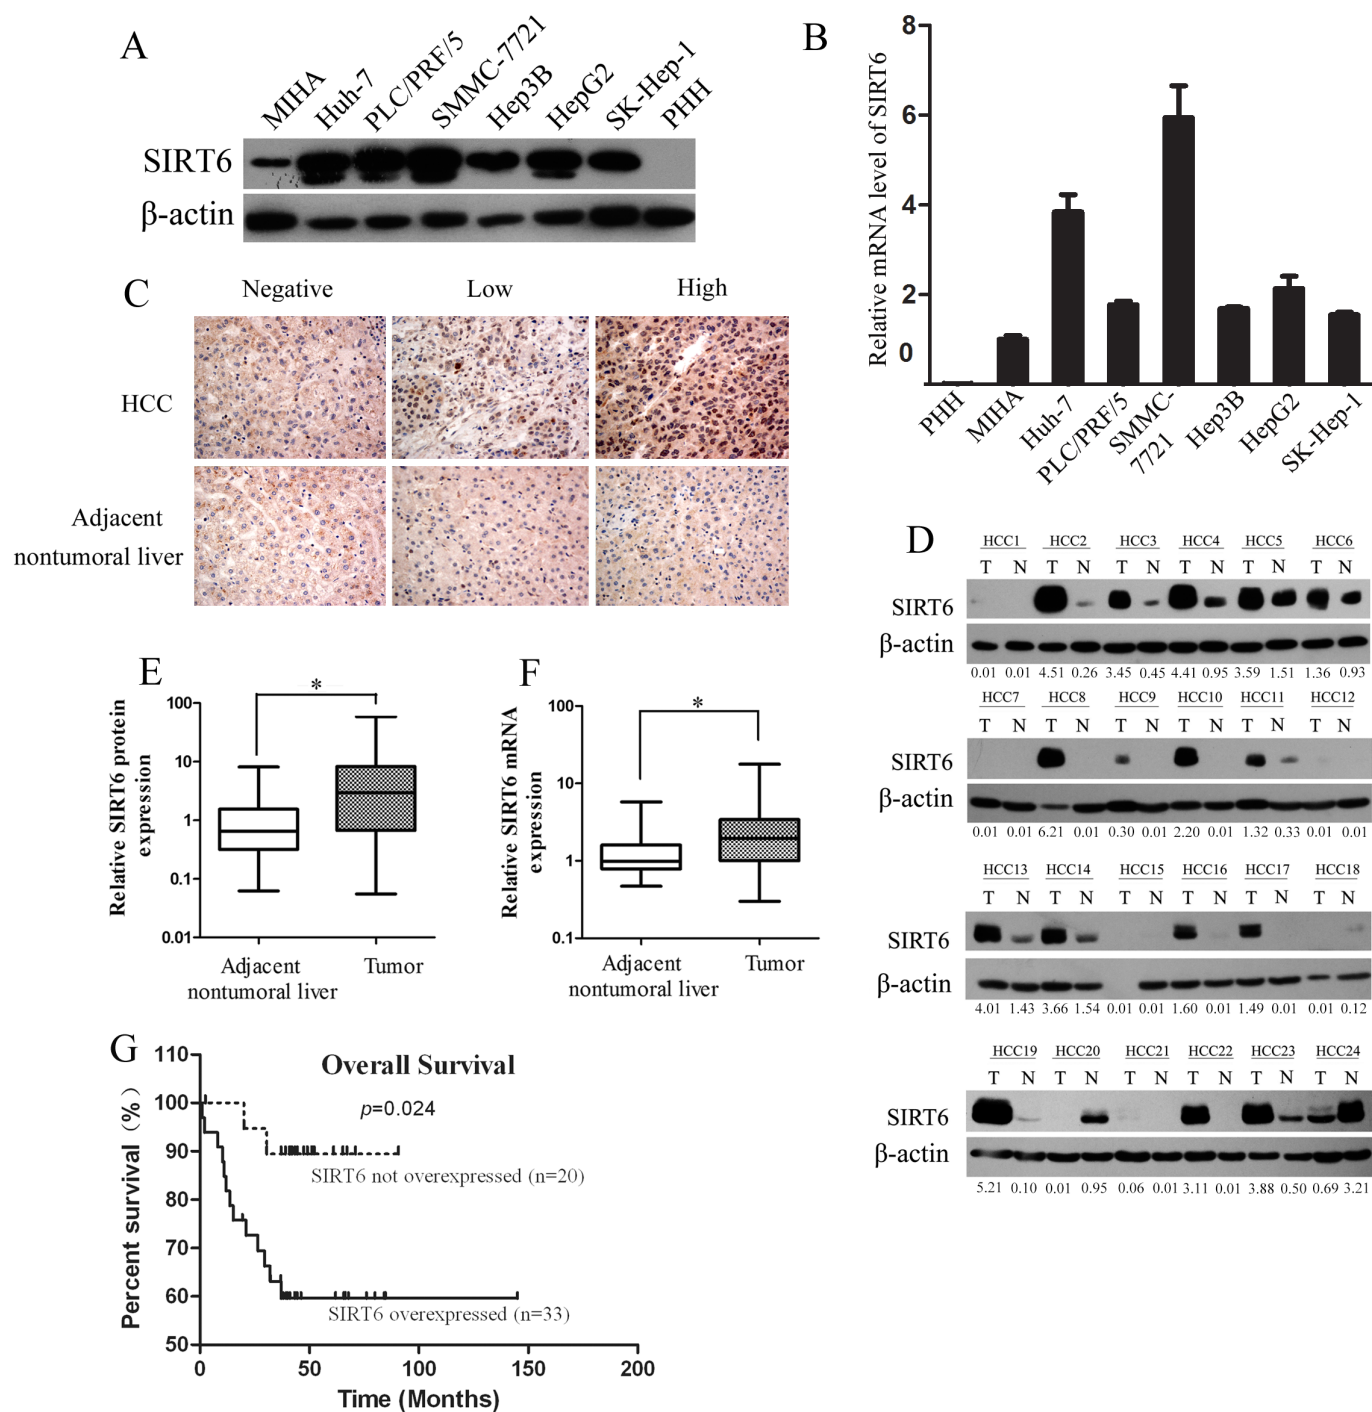 A
MIHA
Huh-7
PLC/PRF/5
SMMC-7721
Hep3B
HepG2
SK-Hep-1
PHH
SIRT6
β-actin
B
Relative mRNA level of SIRT6
8
6
4
2
0
PHH
MIHA
Huh-7
PLC/PRF/5
SMMC-
7721
Hep3B
HepG2
SK-Hep-1
C
Negative Low High
HCC
Adjacent
nontumoral liver
D
HCC1 HCC2 HCC3 HCC4 HCC5 HCC6
T N T N T N T N T N T N
SIRT6
β-actin
0.01 0.01 4.51 0.26 3.45 0.45 4.41 0.95 3.59 1.51 1.36 0.93
HCC7 HCC8 HCC9 HCC10 HCC11 HCC12
T N T N T N T N T N T N
SIRT6
β-actin
0.01 0.01 6.21 0.01 0.30 0.01 2.20 0.01 1.32 0.33 0.01 0.01
HCC13 HCC14 HCC15 HCC16 HCC17 HCC18
T N T N T N T N T N T N
SIRT6
β-actin
4.01 1.43 3.66 1.54 0.01 0.01 1.60 0.01 1.49 0.01 0.01 0.12
HCC19 HCC20 HCC21 HCC22 HCC23 HCC24
T N T N T N T N T N T N
SIRT6
β-actin
5.21 0.10 0.01 0.95 0.06 0.01 3.11 0.01 3.88 0.50 0.69 3.21
E
Relative SIRT6 protein
expression
100
10
1
0.1
0.01
*
Adjacent
nontumoral liver
Tumor
F
Relative SIRT6 mRNA
expression
100
10
1
0.1
*
Adjacent
nontumoral liver
Tumor
G
Overall Survival
p=0.024
Percent survival (%)
110
100
90
80
70
60
50
SIRT6 not overexpressed (n=20)
SIRT6 overexpressed (n=33)
0 50 100 150 200
Time (Months)